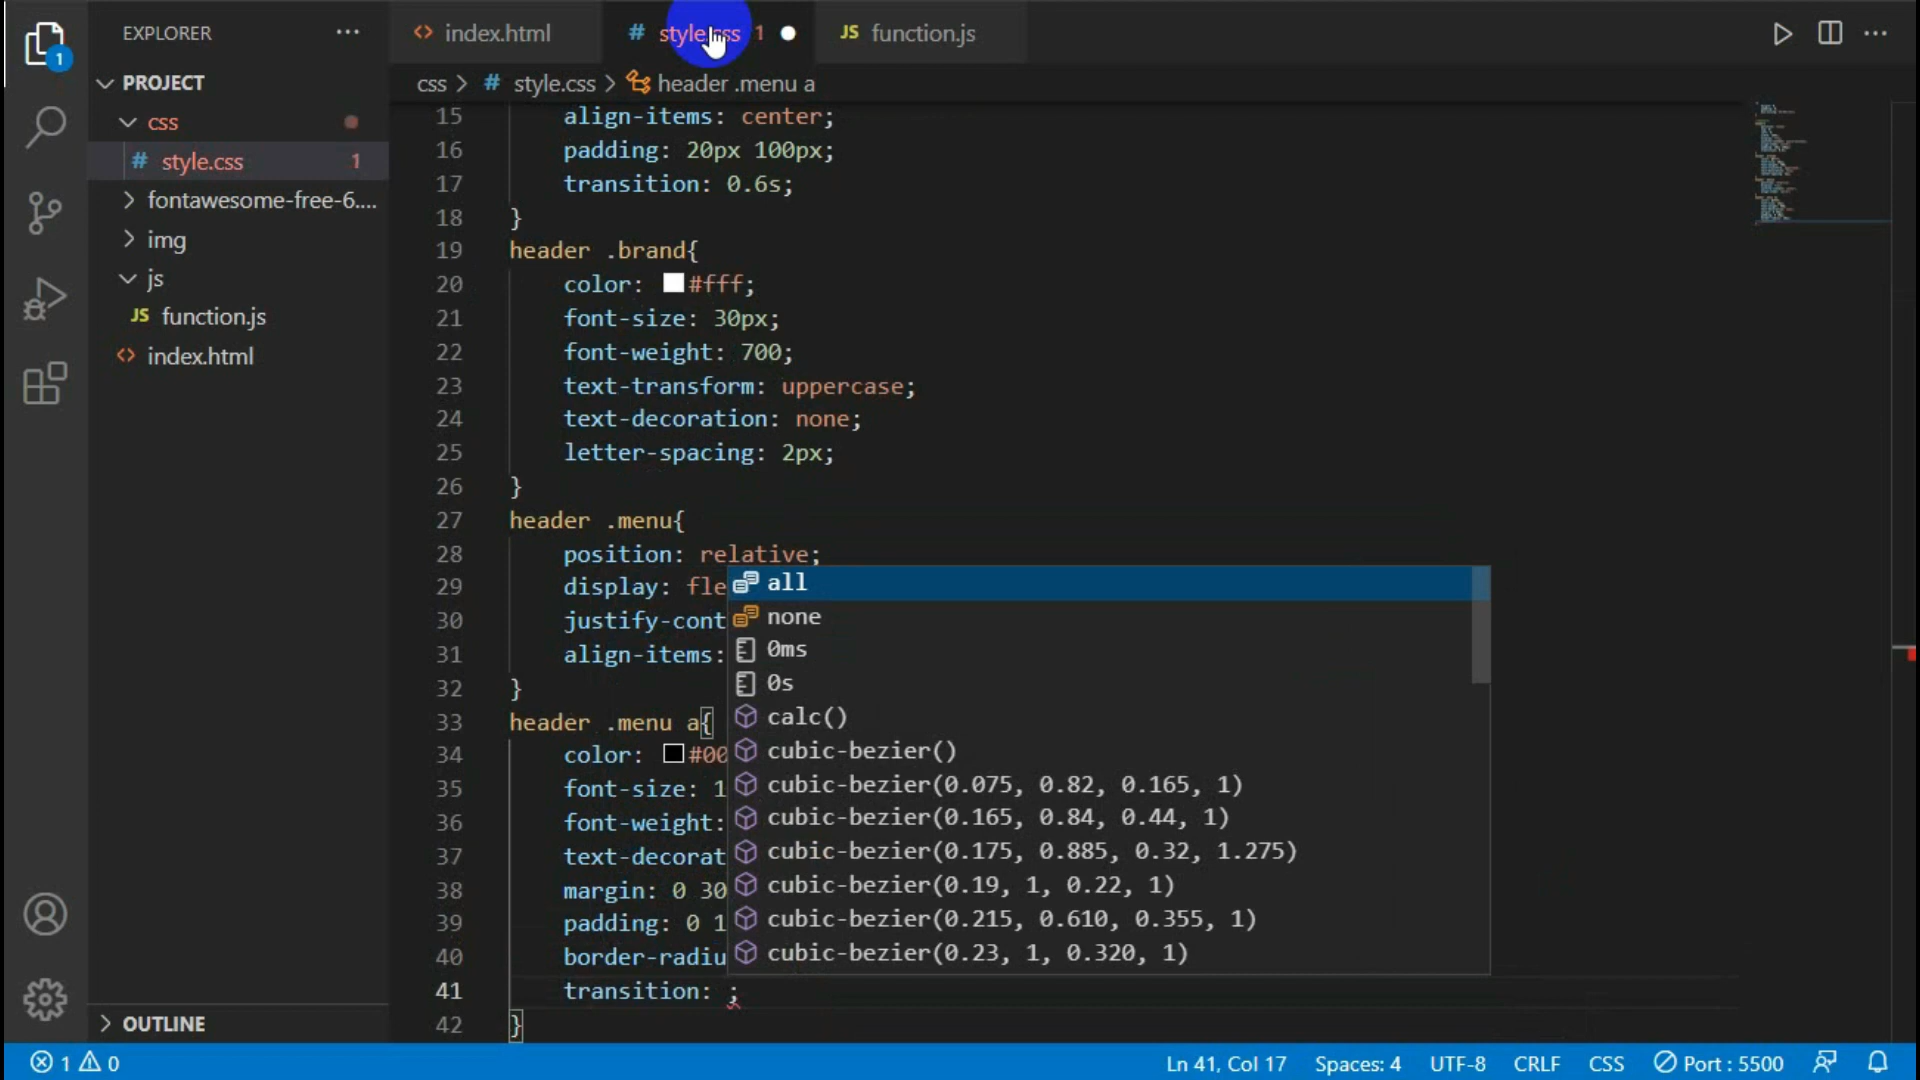 EXPLORER
PROJECT
css
style.css 1
fontawesome-free-6....
img
js
JS function.js
index.html
OUTLINE
index.html
# style.css 1
JS function.js
css > # style.css > header .menu a
15 align-items: center;
16 padding: 20px 100px;
17 transition: 0.6s;
18 }
19 header .brand{
20 color: #fff;
21 font-size: 30px;
22 font-weight: 700;
23 text-transform: uppercase;
24 text-decoration: none;
25 letter-spacing: 2px;
26 }
27 header .menu{
28 position: relative;
29 display: fle
30 justify-cont
31 align-items:
32 }
33 header .menu a{
34 color: #00
35 font-size: 1
36 font-weight:
37 text-decorat
38 margin: 0 30
39 padding: 0 1
40 border-radiu
41 transition: ;
42 }
all
none
0ms
0s
calc()
cubic-bezier()
cubic-bezier(0.075, 0.82, 0.165, 1)
cubic-bezier(0.165, 0.84, 0.44, 1)
cubic-bezier(0.175, 0.885, 0.32, 1.275)
cubic-bezier(0.19, 1, 0.22, 1)
cubic-bezier(0.215, 0.610, 0.355, 1)
cubic-bezier(0.23, 1, 0.320, 1)
1
1 0
Ln 41, Col 17
Spaces: 4
UTF-8
CRLF
CSS
Port : 5500